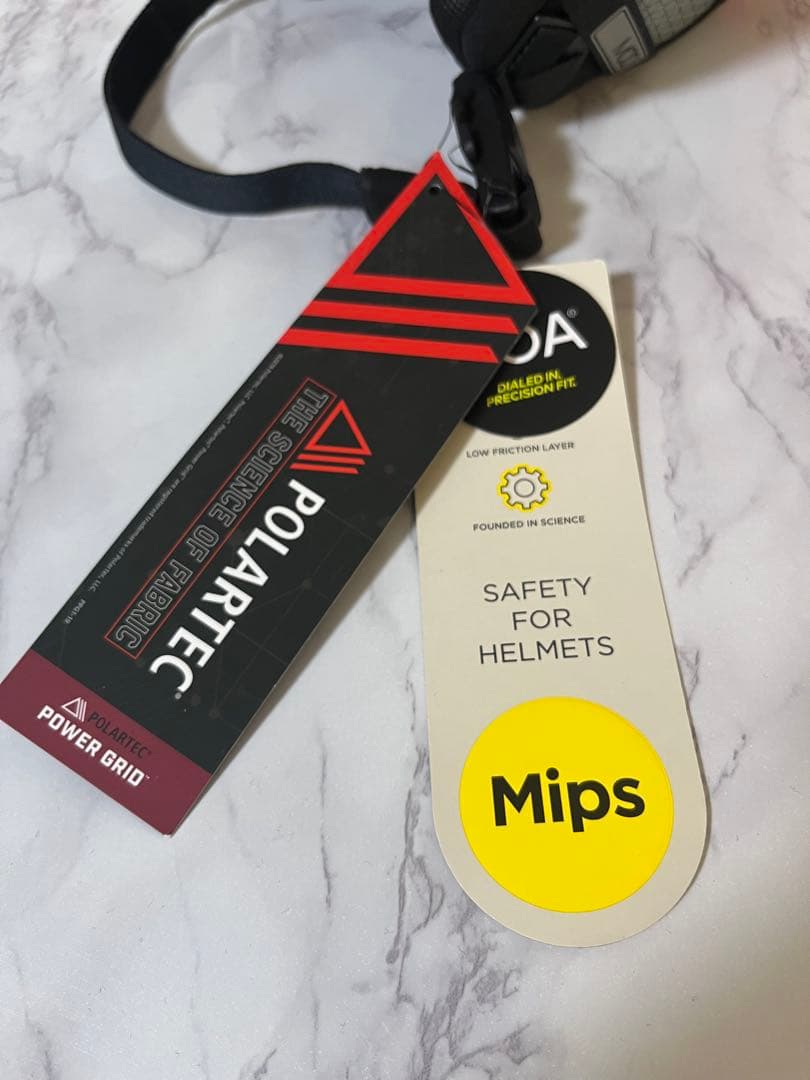 THE SCIENCE OF FABRIC
POLARTEC®
POLARTEC®
POWER GRID™
DIALED IN.
PRECISION FIT.
LOW FRICTION LAYER
FOUNDED IN SCIENCE
SAFETY
FOR
HELMETS
Mips